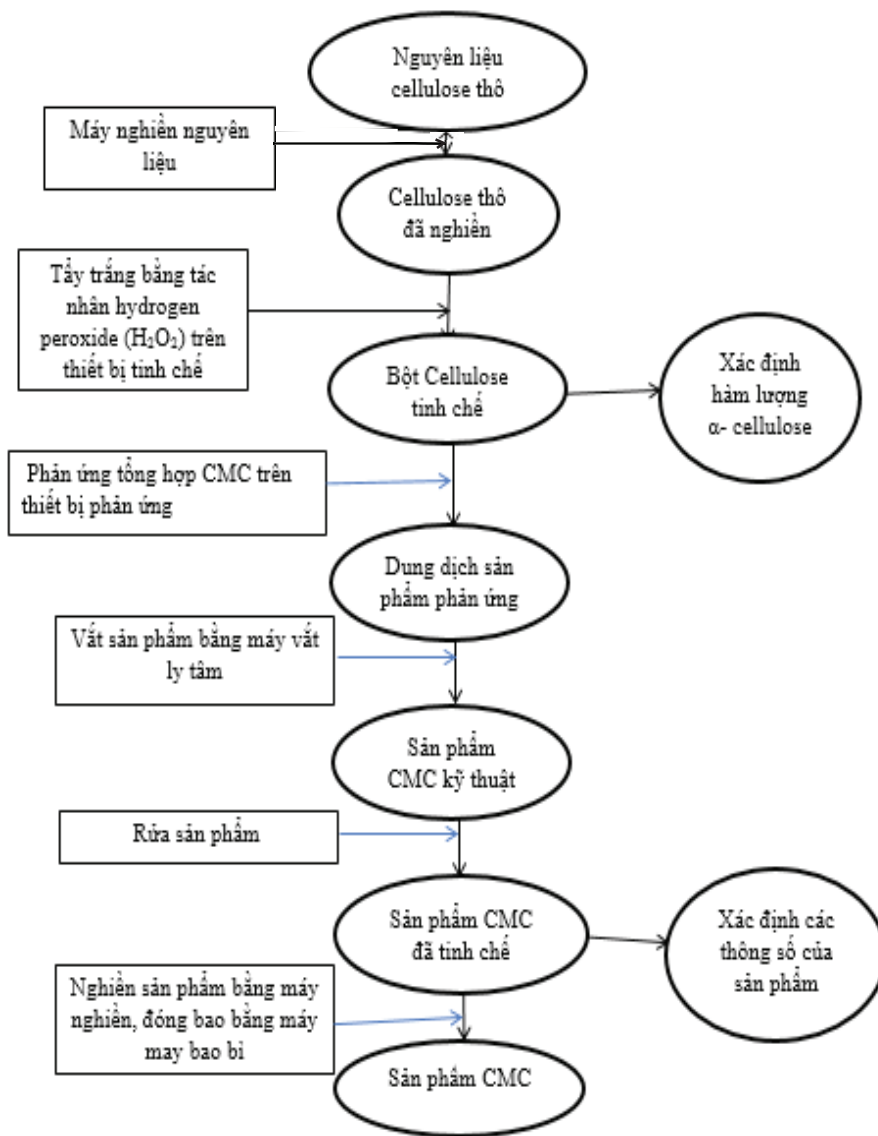 Nguyên liệu
cellulose thô
Máy nghiền nguyên
liệu
Cellulose thô
đã nghiền
Tẩy trắng bằng tác
nhân hydrogen
peroxide (H₂O₂) trên
thiết bị tinh chế
Bột Cellulose
tinh chế
Xác định
hàm lượng
α- cellulose
Phản ứng tổng hợp CMC trên
thiết bị phản ứng
Dung dịch sản
phẩm phản ứng
Vắt sản phẩm bằng máy vắt
ly tâm
Sản phẩm
CMC kỹ thuật
Rửa sản phẩm
Sản phẩm CMC
đã tinh chế
Xác định các
thông số của
sản phẩm
Nghiền sản phẩm bằng máy
nghiền, đóng bao bằng máy
may bao bì
Sản phẩm CMC